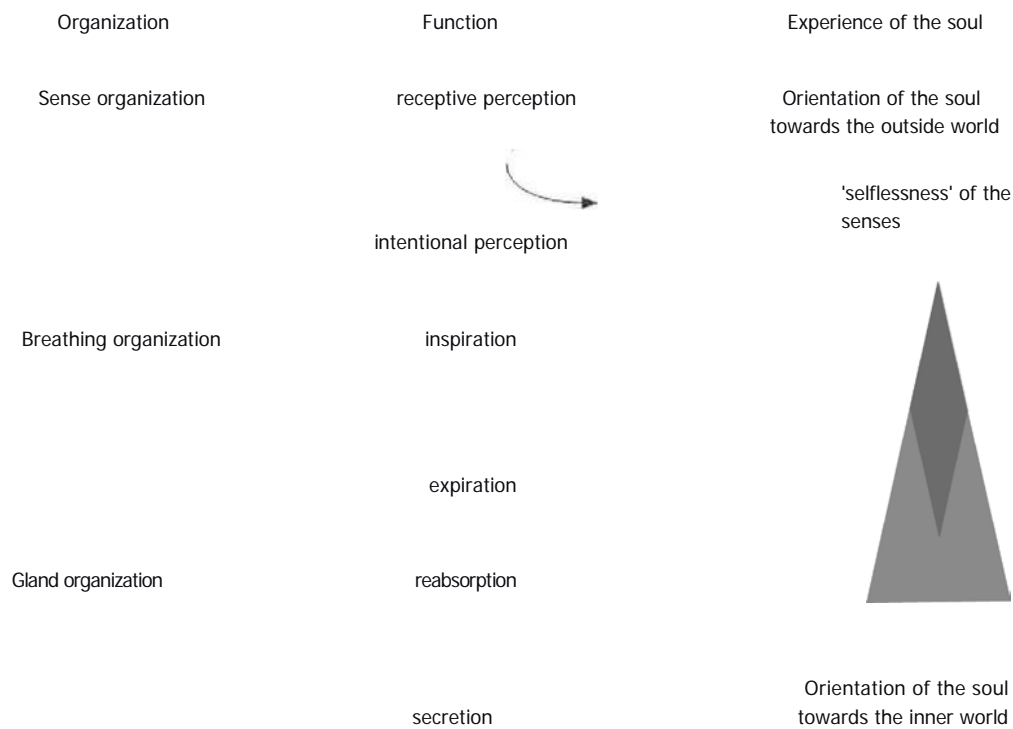 Organization Function Experience of the soul
Sense organization receptive perception Orientation of the soul
towards the outside world
'selflessness' of the
senses
intentional perception
Breathing organization inspiration
expiration
Gland organization reabsorption
Orientation of the soul
secretion towards the inner world